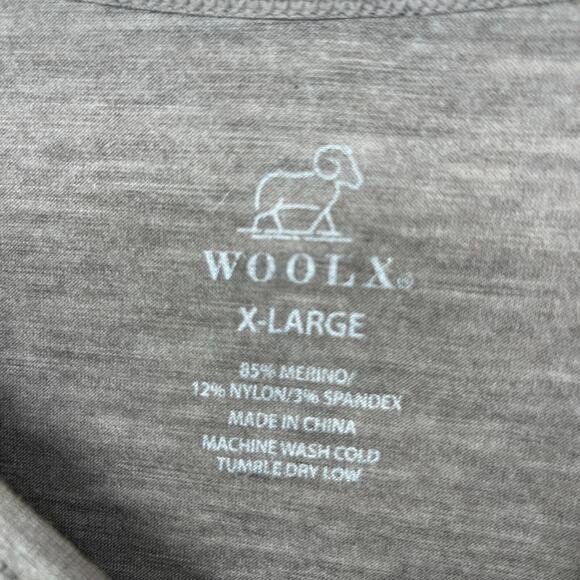 WOOLX®
X-LARGE
85% MERINO/
12% NYLON/3% SPANDEX
MADE IN CHINA
MACHINE WASH COLD
TUMBLE DRY LOW